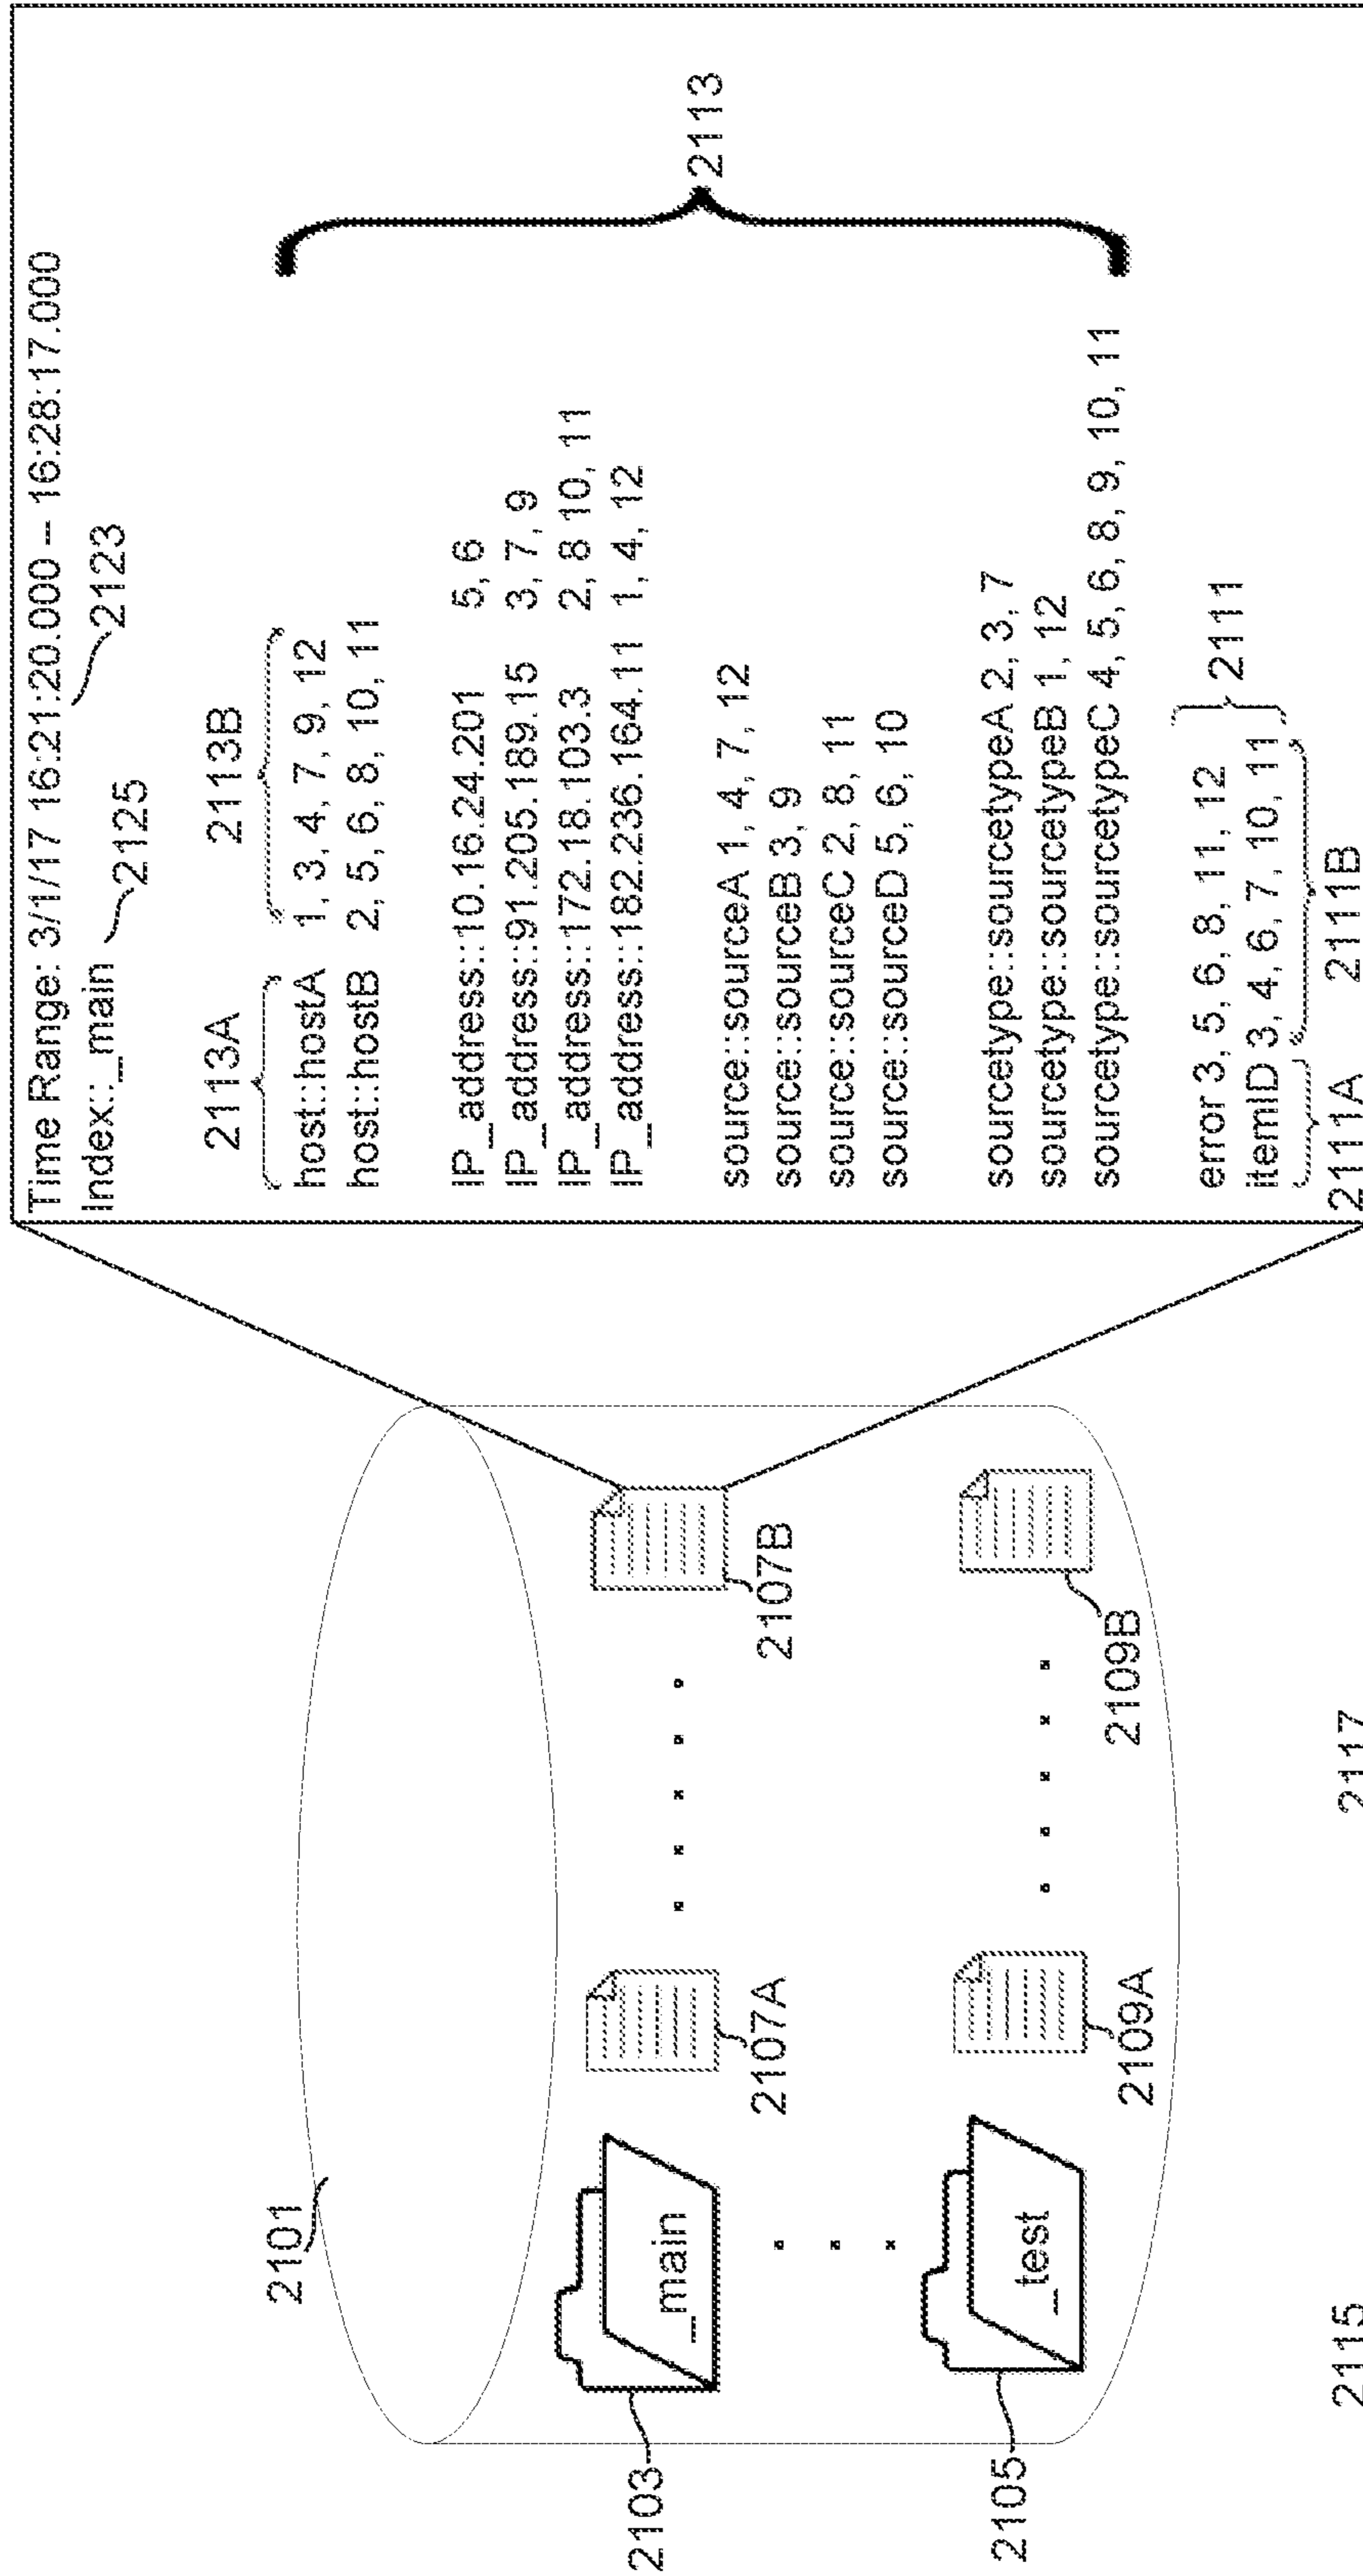 2101
2103
_main
2107A
2107B
2105
_test
2109A
2109B
Time Range: 3/1/17 16:21:20.000 – 16:28:17.000
Index::_main
2125
2123
2113A
2113B
host::hostA 1, 3, 4, 7, 9, 12
host::hostB 2, 5, 6, 8, 10, 11
IP_address::10.16.24.201 5, 6
IP_address::91.205.189.15 3, 7, 9
IP_address::172.18.103.3 2, 8 10, 11
IP_address::182.236.164.11 1, 4, 12
source::sourceA 1, 4, 7, 12
source::sourceB 3, 9
source::sourceC 2, 8, 11
source::sourceD 5, 6, 10
sourcetype::sourcetypeA 2, 3, 7
sourcetype::sourcetypeB 1, 12
sourcetype::sourcetypeC 4, 5, 6, 8, 9, 10, 11
2113
error 3, 5, 6, 8, 11, 12
itemID 3, 4, 6, 7, 10, 11
2111
2111A
2111B
2115
2117